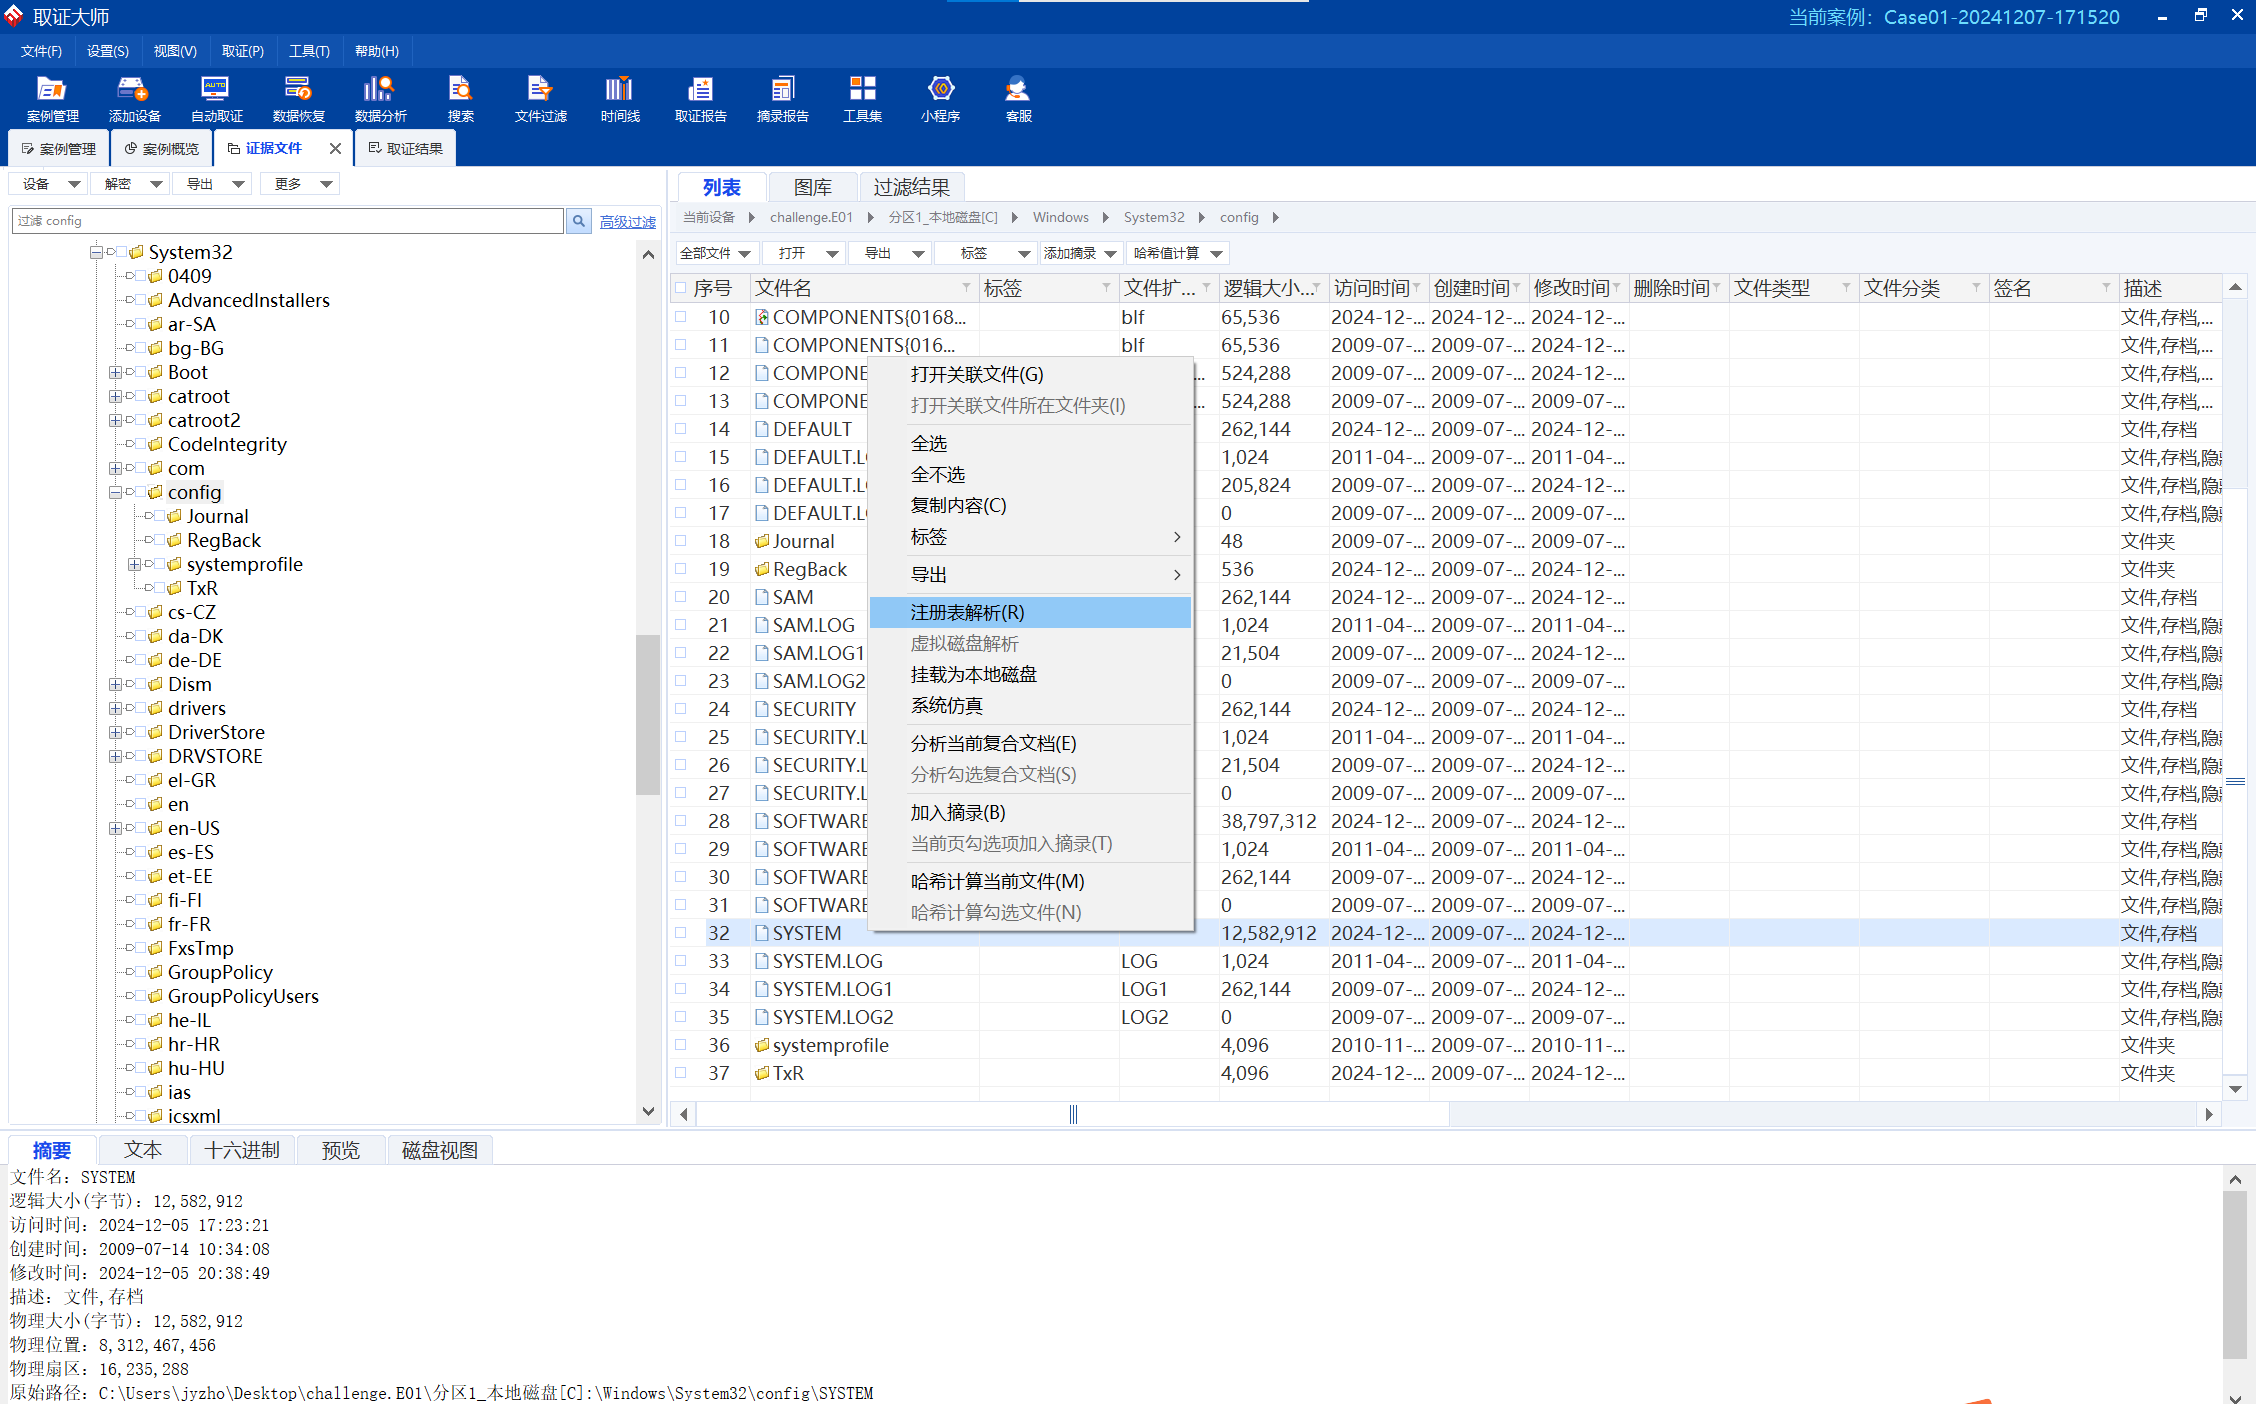 取证大师
当前案例：Case01-20241207-171520
文件(F) 设置(S) 视图(V) 取证(P) 工具(T) 帮助(H)
案例管理 添加设备 自动取证 数据恢复 数据分析 搜索 文件过滤 时间线 取证报告 摘录报告 工具集 小程序 客服
案例管理 案例概览 证据文件 取证结果
设备 解密 导出 更多
过滤 config 高级过滤
System32
0409
AdvancedInstallers
ar-SA
bg-BG
Boot
catroot
catroot2
CodeIntegrity
com
config
Journal
RegBack
systemprofile
TxR
cs-CZ
da-DK
de-DE
Dism
drivers
DriverStore
DRVSTORE
el-GR
en
en-US
es-ES
et-EE
fi-FI
fr-FR
FxsTmp
GroupPolicy
GroupPolicyUsers
he-IL
hr-HR
hu-HU
ias
icsxml
列表 图库 过滤结果
当前设备 challenge.E01 分区1_本地磁盘[C] Windows System32 config
全部文件 打开 导出 标签 添加摘录 哈希值计算
序号 文件名 标签 文件扩... 逻辑大小... 访问时间 创建时间 修改时间 删除时间 文件类型 文件分类 签名 描述
10 COMPONENTS{0168... blf 65,536 2024-12-... 2024-12-... 2024-12-... 文件,存档,...
11 COMPONENTS{016... blf 65,536 2009-07-... 2009-07-... 2024-12-... 文件,存档,...
12 COMPONE ... 524,288 2009-07-... 2009-07-... 2024-12-... 文件,存档,...
13 COMPONE ... 524,288 2009-07-... 2009-07-... 2009-07-... 文件,存档,...
14 DEFAULT 262,144 2024-12-... 2009-07-... 2024-12-... 文件,存档
15 DEFAULT.L 1,024 2011-04-... 2009-07-... 2011-04-... 文件,存档,隐
16 DEFAULT.L 205,824 2009-07-... 2009-07-... 2024-12-... 文件,存档,隐
17 DEFAULT.L 0 2009-07-... 2009-07-... 2009-07-... 文件,存档,隐
18 Journal 48 2009-07-... 2009-07-... 2009-07-... 文件夹
19 RegBack 536 2024-12-... 2009-07-... 2024-12-... 文件夹
20 SAM 262,144 2024-12-... 2009-07-... 2024-12-... 文件,存档
21 SAM.LOG 1,024 2011-04-... 2009-07-... 2011-04-... 文件,存档,隐
22 SAM.LOG1 21,504 2009-07-... 2009-07-... 2024-12-... 文件,存档,隐
23 SAM.LOG2 0 2009-07-... 2009-07-... 2009-07-... 文件,存档,隐
24 SECURITY 262,144 2024-12-... 2009-07-... 2024-12-... 文件,存档
25 SECURITY.L 1,024 2011-04-... 2009-07-... 2011-04-... 文件,存档,隐
26 SECURITY.L 21,504 2009-07-... 2009-07-... 2024-12-... 文件,存档,隐
27 SECURITY.L 0 2009-07-... 2009-07-... 2009-07-... 文件,存档,隐
28 SOFTWARE 38,797,312 2024-12-... 2009-07-... 2024-12-... 文件,存档
29 SOFTWARE 1,024 2011-04-... 2009-07-... 2011-04-... 文件,存档,隐
30 SOFTWARE 262,144 2009-07-... 2009-07-... 2024-12-... 文件,存档,隐
31 SOFTWARE 0 2009-07-... 2009-07-... 2009-07-... 文件,存档,隐
32 SYSTEM 12,582,912 2024-12-... 2009-07-... 2024-12-... 文件,存档
33 SYSTEM.LOG LOG 1,024 2011-04-... 2009-07-... 2011-04-... 文件,存档,隐
34 SYSTEM.LOG1 LOG1 262,144 2009-07-... 2009-07-... 2024-12-... 文件,存档,隐
35 SYSTEM.LOG2 LOG2 0 2009-07-... 2009-07-... 2009-07-... 文件,存档,隐
36 systemprofile 4,096 2010-11-... 2009-07-... 2010-11-... 文件夹
37 TxR 4,096 2024-12-... 2009-07-... 2024-12-... 文件夹
打开关联文件(G)
打开关联文件所在文件夹(I)
全选
全不选
复制内容(C)
标签
导出
注册表解析(R)
虚拟磁盘解析
挂载为本地磁盘
系统仿真
分析当前复合文档(E)
分析勾选复合文档(S)
加入摘录(B)
当前页勾选项加入摘录(T)
哈希计算当前文件(M)
哈希计算勾选文件(N)
摘要 文本 十六进制 预览 磁盘视图
文件名：SYSTEM
逻辑大小(字节)：12,582,912
访问时间：2024-12-05 17:23:21
创建时间：2009-07-14 10:34:08
修改时间：2024-12-05 20:38:49
描述：文件,存档
物理大小(字节)：12,582,912
物理位置：8,312,467,456
物理扇区：16,235,288
原始路径：C:\Users\jyzho\Desktop\challenge.E01\分区1_本地磁盘[C]:\Windows\System32\config\SYSTEM